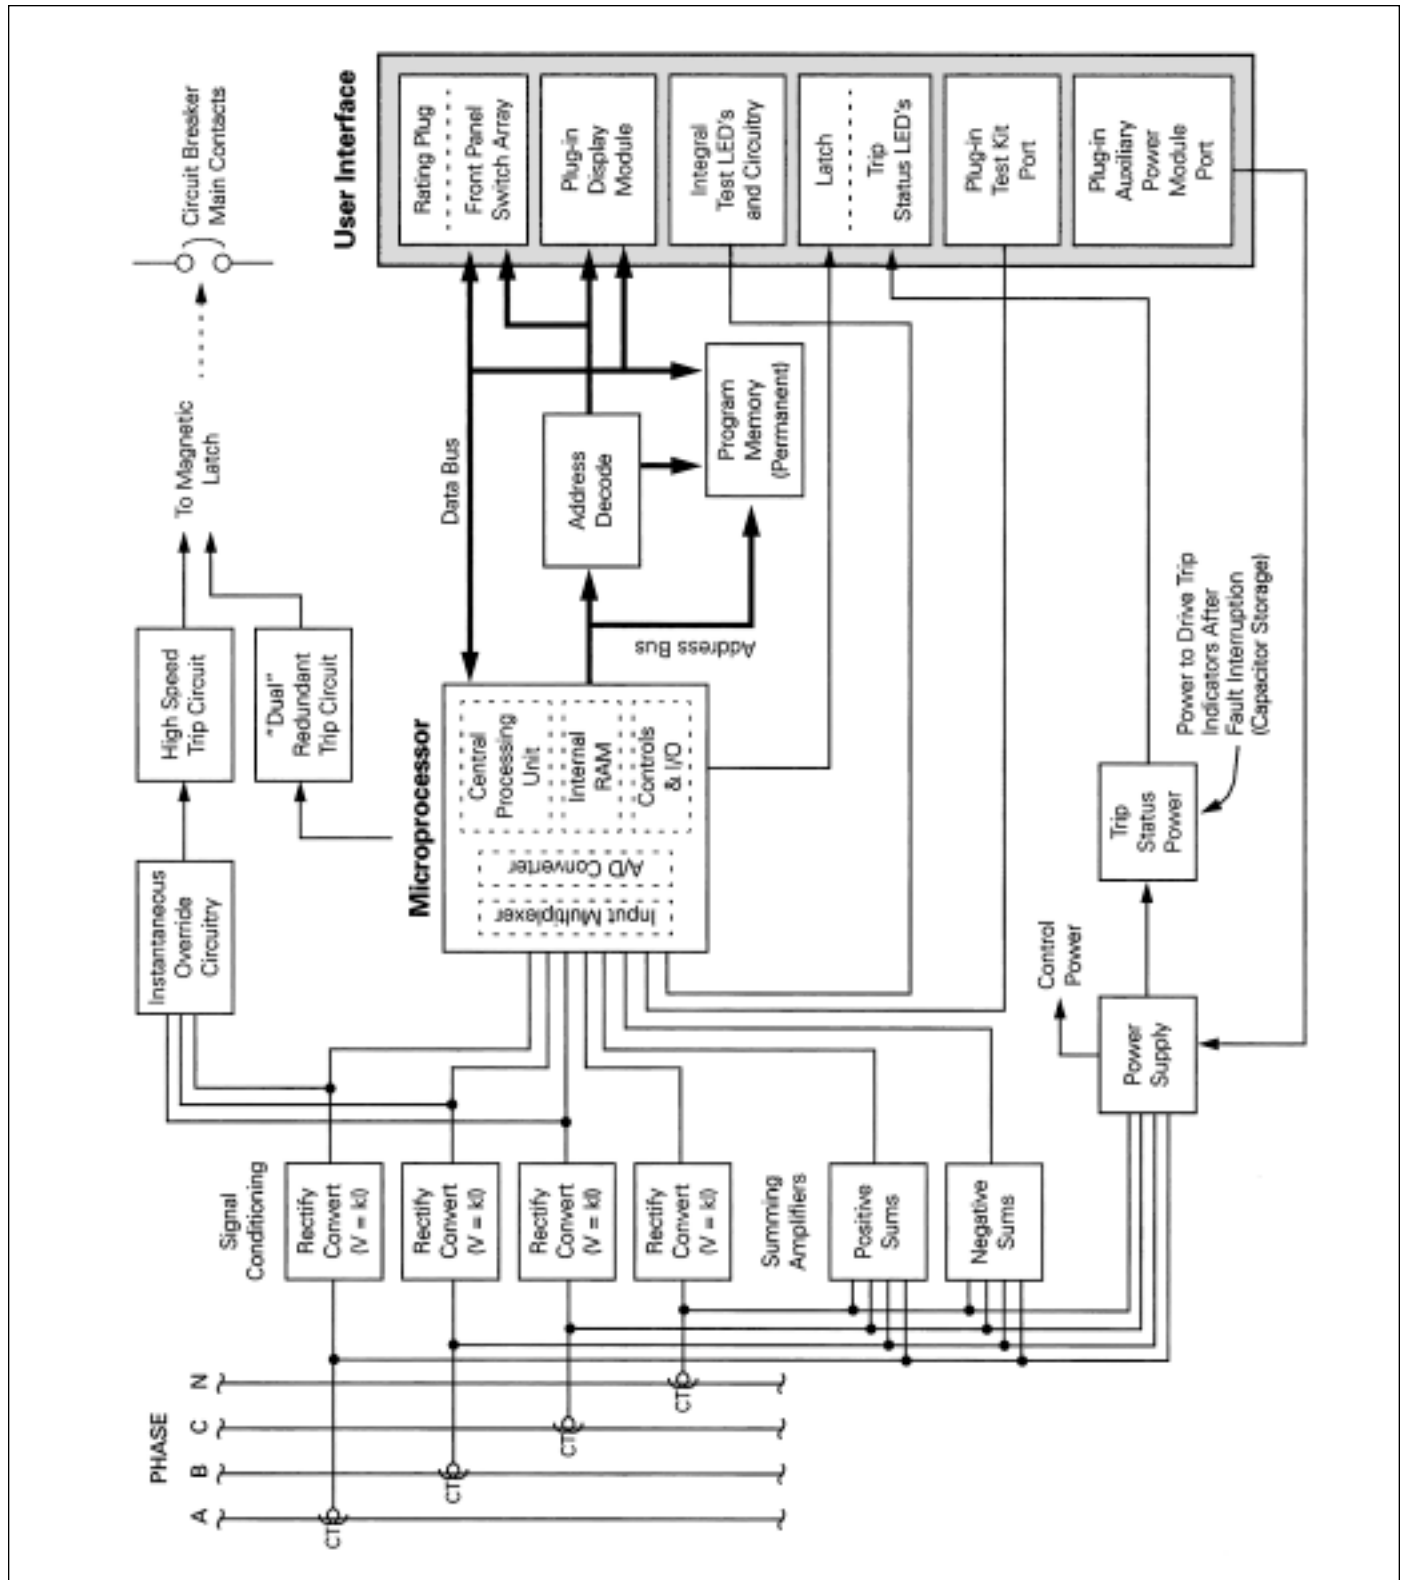 PHASE
A
B
C
N
CT
CT
CT
CT
Signal
Conditioning
Rectify
Convert
(V = kI)
Rectify
Convert
(V = kI)
Rectify
Convert
(V = kI)
Rectify
Convert
(V = kI)
Summing
Amplifiers
Positive
Sums
Negative
Sums
Instantaneous
Override
Circuitry
High Speed
Trip Circuit
"Dual"
Redundant
Trip Circuit
To Magnetic
Latch
Circuit Breaker
Main Contacts
Microprocessor
Input Multiplexer
A/D Converter
Central
Processing
Unit
Internal
RAM
Controls
& I/O
Data Bus
Address Bus
Address
Decode
Program
Memory
(Permanent)
Power
Supply
Control
Power
Trip
Status
Power
Power to Drive Trip
Indicators After
Fault Interruption
(Capacitor Storage)
User Interface
Rating Plug
Front Panel
Switch Array
Plug-in
Display
Module
Integral
Test LED's
and Circuitry
Latch
Trip
Status LED's
Plug-in
Test Kit
Port
Plug-in
Auxiliary
Power
Module
Port